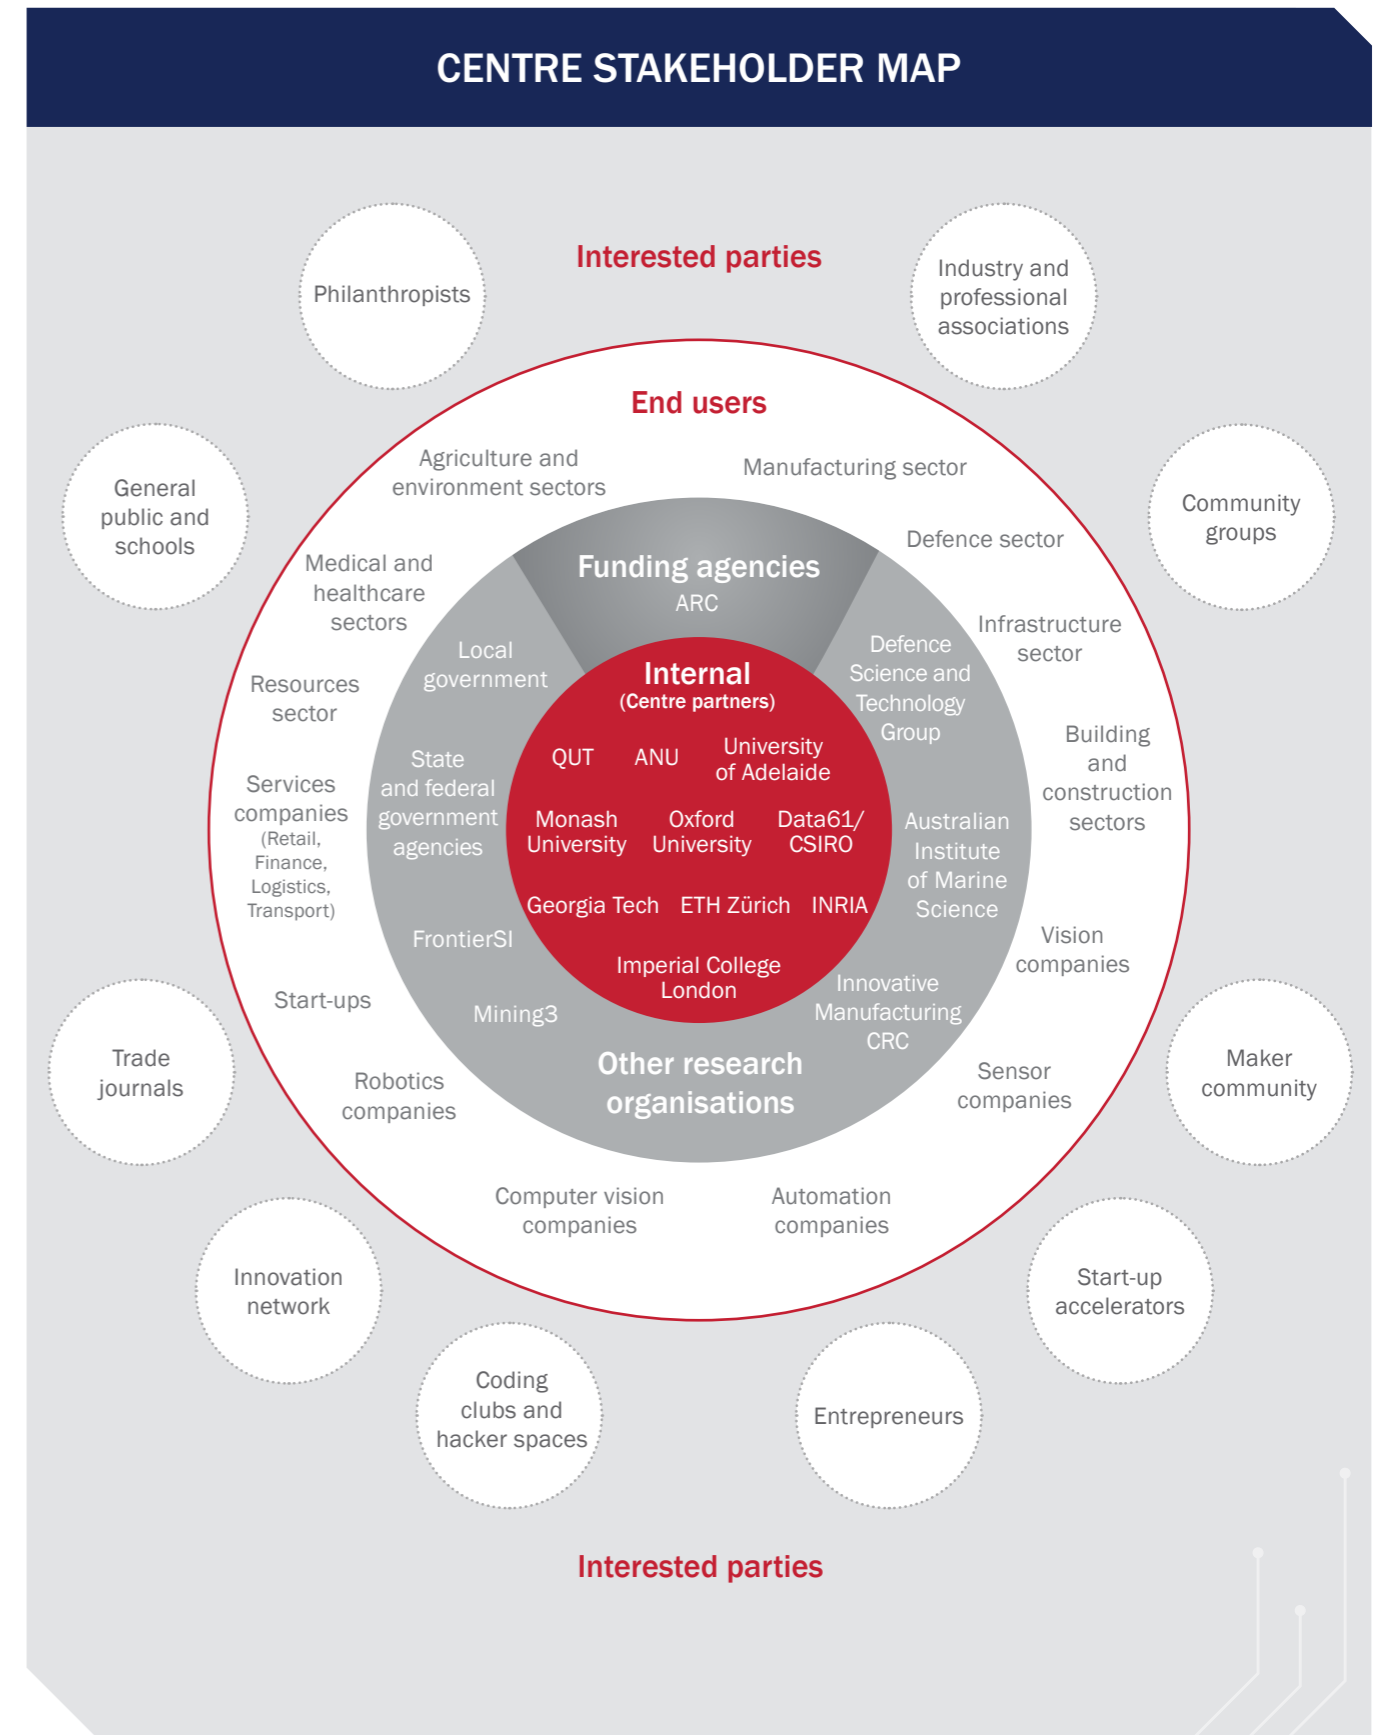 CENTRE STAKEHOLDER MAP
Interested parties
Philanthropists
Industry and
professional
associations
General
public and
schools
Community
groups
End users
Agriculture and
environment sectors
Manufacturing sector
Defence sector
Medical and
healthcare
sectors
Infrastructure
sector
Resources
sector
Building
and
construction
sectors
Services
companies
(Retail,
Finance,
Logistics,
Transport)
Vision
companies
Start-ups
Sensor
companies
Robotics
companies
Computer vision
companies
Automation
companies
Funding agencies
ARC
Local
government
Defence
Science and
Technology
Group
State
and federal
government
agencies
Australian
Institute
of Marine
Science
FrontierSI
Mining3
Innovative
Manufacturing
CRC
Other research
organisations
Internal
(Centre partners)
QUT
ANU
University
of Adelaide
Monash
University
Oxford
University
Data61/
CSIRO
Georgia Tech
ETH Zürich
INRIA
Imperial College
London
Trade
journals
Maker
community
Innovation
network
Start-up
accelerators
Coding
clubs and
hacker spaces
Entrepreneurs
Interested parties